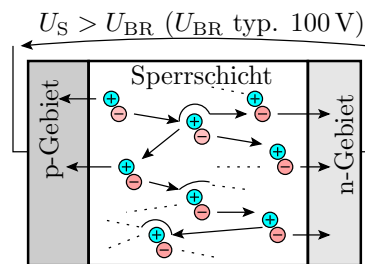 U_S > U_BR (U_BR typ. 100 V)
Sperrschicht
p-Gebiet
n-Gebiet
+ + + + + + + +
− − − − − − − −